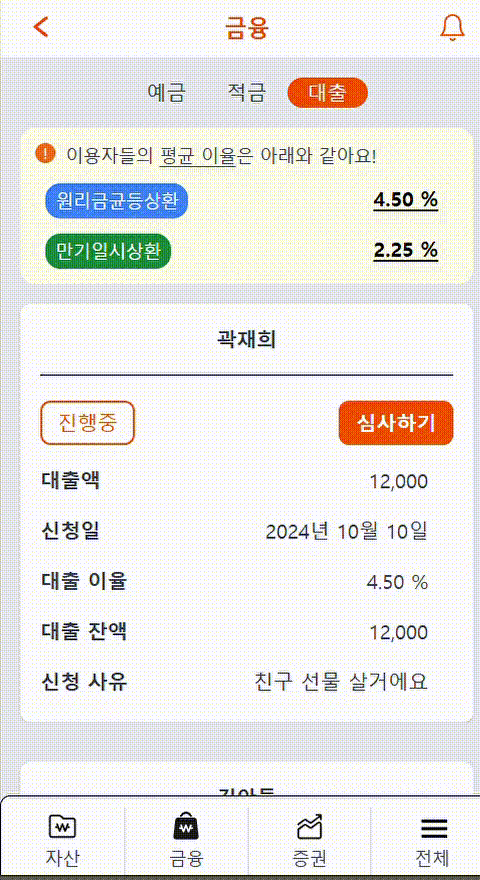 금융
예금 적금 대출
! 이용자들의 평균 이율은 아래와 같아요!
원리금균등상환 4.50 %
만기일시상환 2.25 %
곽재희
진행중 심사하기
대출액 12,000
신청일 2024년 10월 10일
대출 이율 4.50 %
대출 잔액 12,000
신청 사유 친구 선물 살거에요
자산 금융 증권 전체